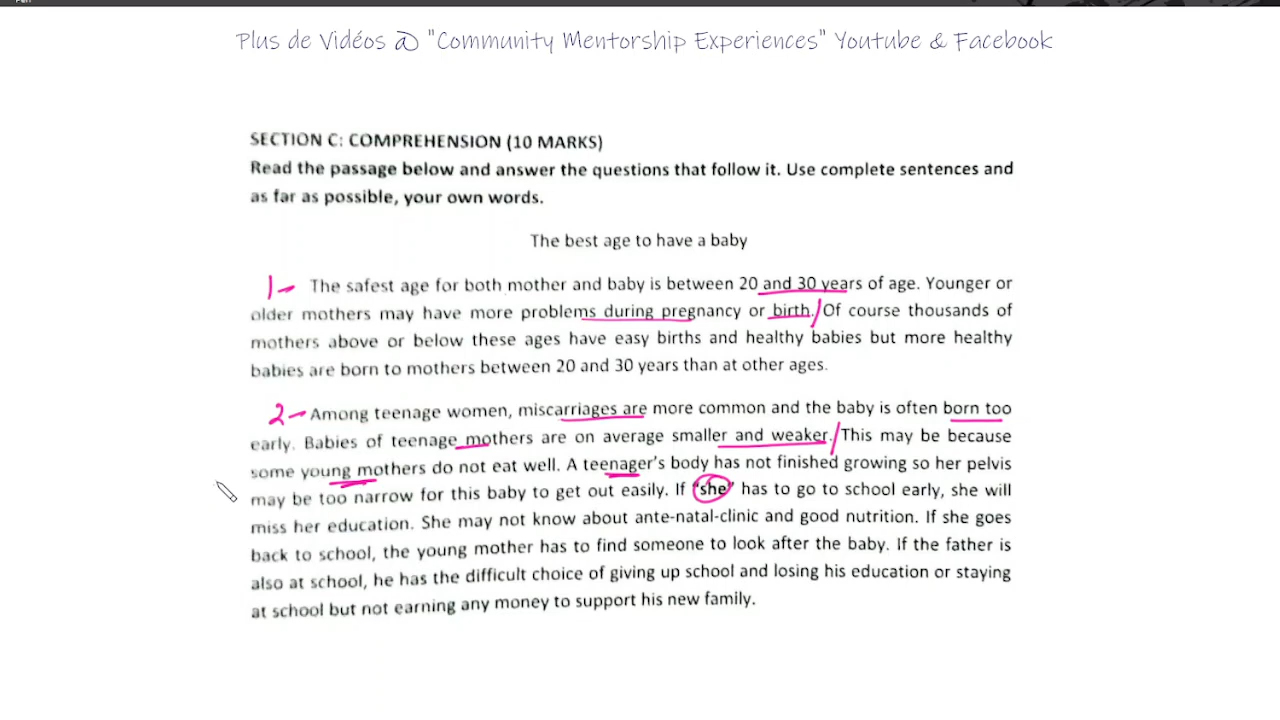 Plus de Vidéos @ "Community Mentorship Experiences" Youtube & Facebook
SECTION C: COMPREHENSION (10 MARKS)
Read the passage below and answer the questions that follow it. Use complete sentences and
as far as possible, your own words.
The best age to have a baby
1- The safest age for both mother and baby is between 20 and 30 years of age. Younger or
older mothers may have more problems during pregnancy or birth. Of course thousands of
mothers above or below these ages have easy births and healthy babies but more healthy
babies are born to mothers between 20 and 30 years than at other ages.
2- Among teenage women, miscarriages are more common and the baby is often born too
early. Babies of teenage mothers are on average smaller and weaker. This may be because
some young mothers do not eat well. A teenager's body has not finished growing so her pelvis
may be too narrow for this baby to get out easily. If "she" has to go to school early, she will
miss her education. She may not know about ante-natal-clinic and good nutrition. If she goes
back to school, the young mother has to find someone to look after the baby. If the father is
also at school, he has the difficult choice of giving up school and losing his education or staying
at school but not earning any money to support his new family.